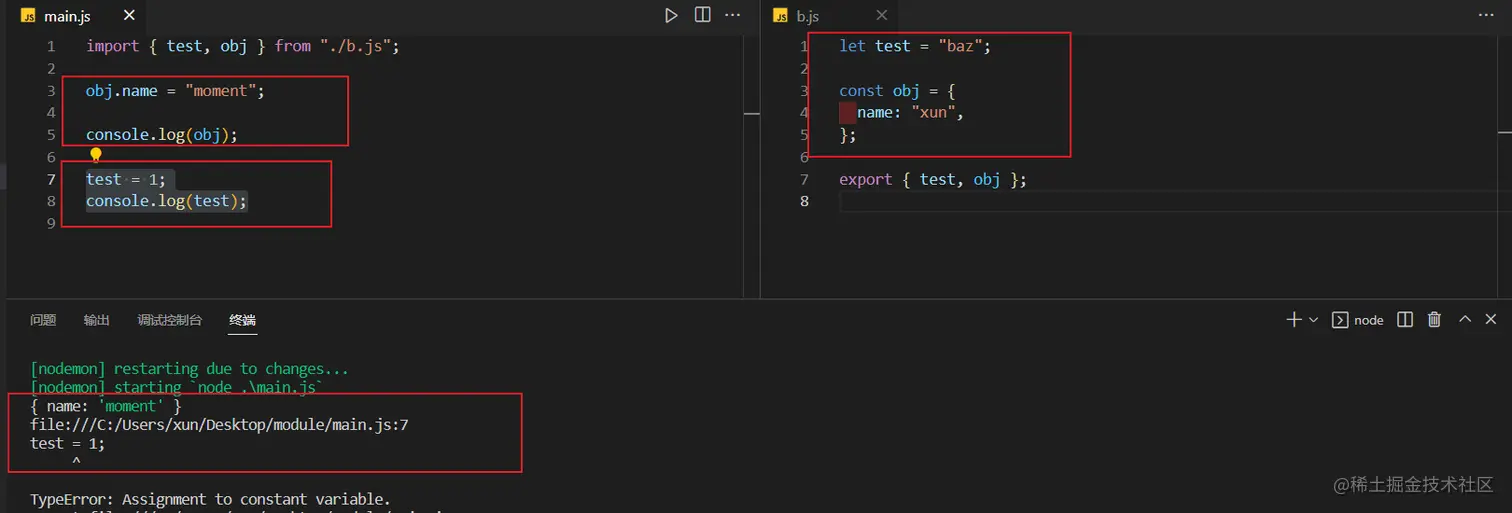 JS main.js ×
1 import { test, obj } from "./b.js";
2
3 obj.name = "moment";
4
5 console.log(obj);
6
7 test = 1;
8 console.log(test);
9
JS b.js ×
1 let test = "baz";
2
3 const obj = {
4 name: "xun",
5 };
6
7 export { test, obj };
8
问题 输出 调试控制台 终端
node
[nodemon] restarting due to changes...
[nodemon] starting `node .\main.js`
{ name: 'moment' }
file:///C:/Users/xun/Desktop/module/main.js:7
test = 1;
^
TypeError: Assignment to constant variable.
@稀土掘金技术社区